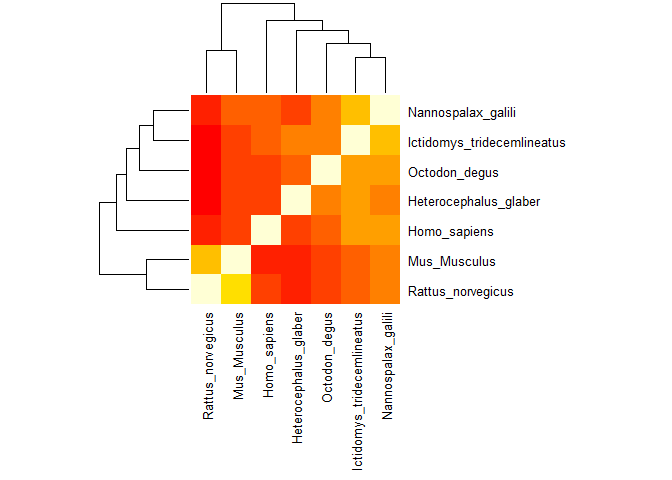 Nannospalax_galili
Ictidomys_tridecemlineatus
Octodon_degus
Heterocephalus_glaber
Homo_sapiens
Mus_Musculus
Rattus_norvegicus
Rattus_norvegicus
Mus_Musculus
Homo_sapiens
Heterocephalus_glaber
Octodon_degus
Ictidomys_tridecemlineatus
Nannospalax_galili